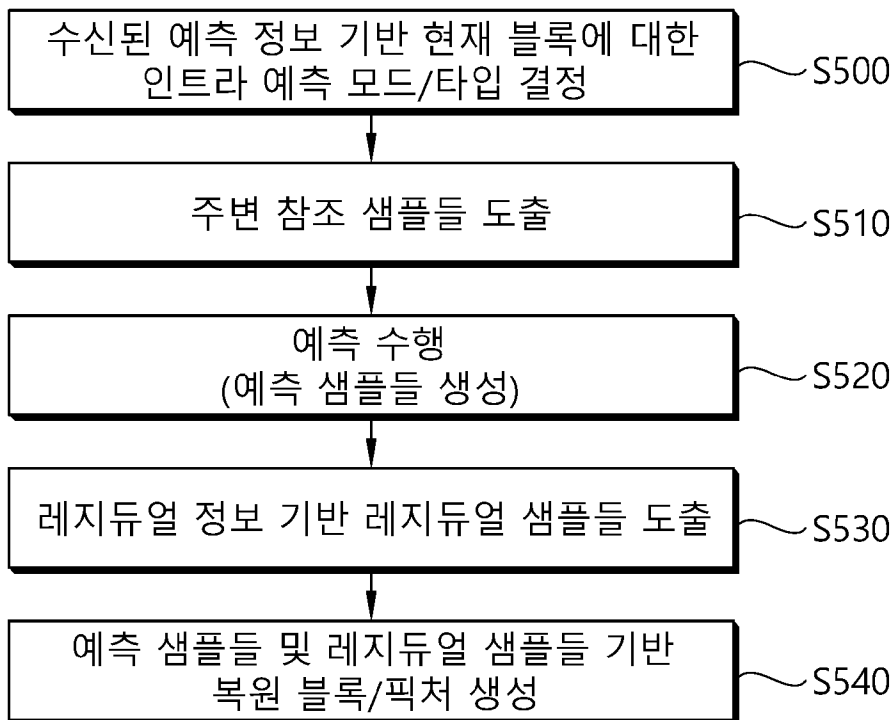 수신된 예측 정보 기반 현재 블록에 대한
인트라 예측 모드/타입 결정
S500
주변 참조 샘플들 도출
S510
예측 수행
(예측 샘플들 생성)
S520
레지듀얼 정보 기반 레지듀얼 샘플들 도출
S530
예측 샘플들 및 레지듀얼 샘플들 기반
복원 블록/픽처 생성
S540